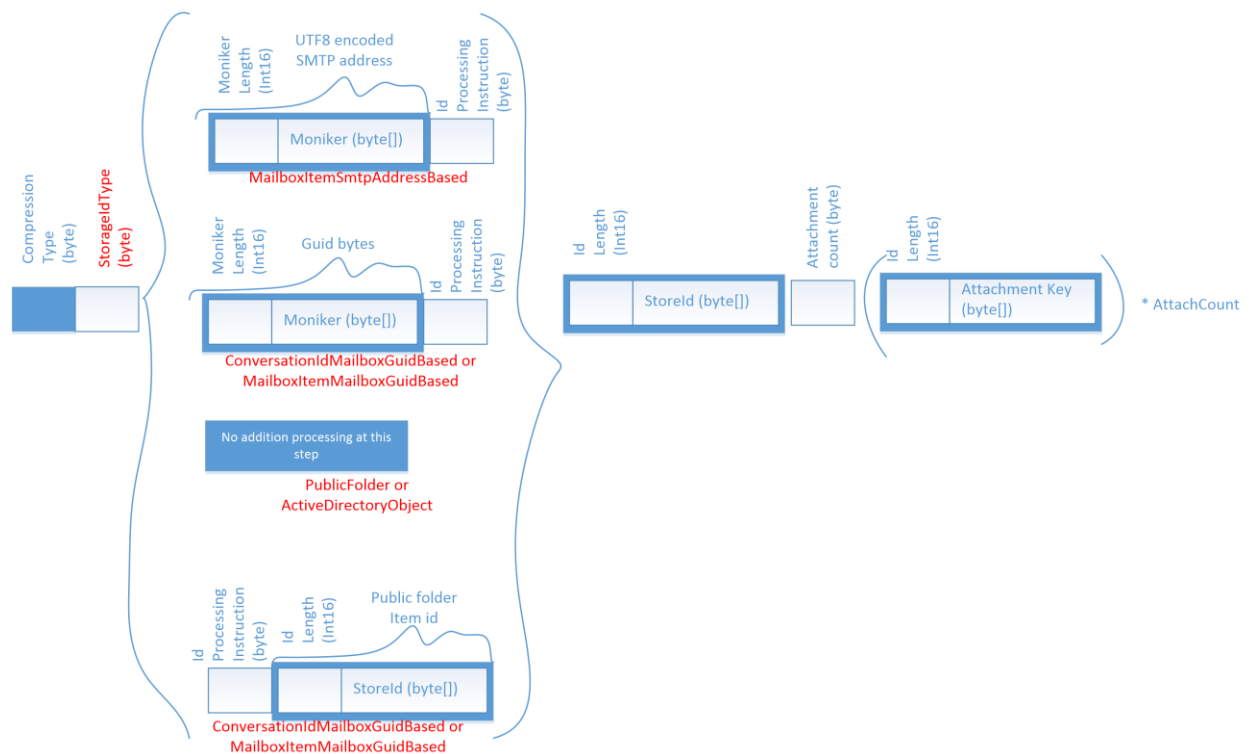 Compression
Type
(byte)
StorageIdType
(byte)
Moniker
Length
(Int16)
UTF8 encoded
SMTP address
Id
Processing
Instruction
(byte)
Moniker (byte[])
MailboxItemSmtpAddressBased
Moniker
Length
(Int16)
Guid bytes
Id
Processing
Instruction
(byte)
Moniker (byte[])
ConversationIdMailboxGuidBased or
MailboxItemMailboxGuidBased
No addition processing at this
step
PublicFolder or
ActiveDirectoryObject
Id
Processing
Instruction
(byte)
Id
Length
(Int16)
Public folder
Item id
StoreId (byte[])
ConversationIdMailboxGuidBased or
MailboxItemMailboxGuidBased
Id
Length
(Int16)
StoreId (byte[])
Attachment
count (byte)
Id
Length
(Int16)
Attachment Key
(byte[])
* AttachCount